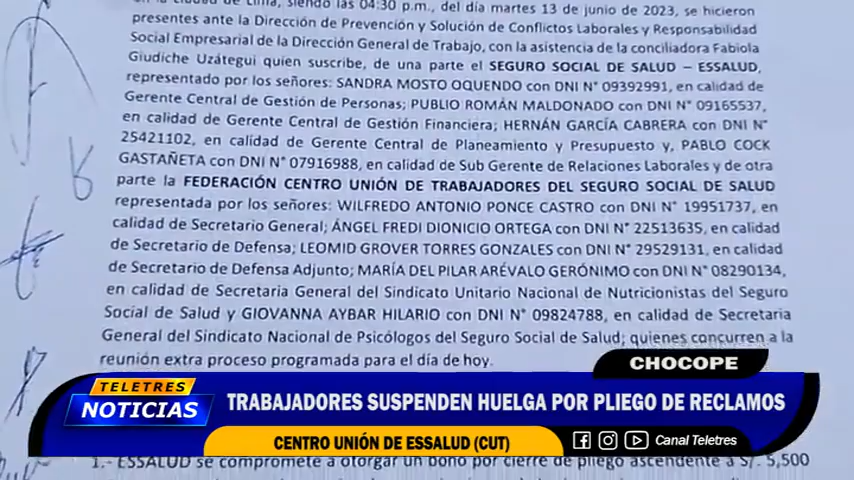 en la ciudad de Lima, siendo las 04:30 p.m., del día martes 13 de junio de 2023, se hicieron
presentes ante la Dirección de Prevención y Solución de Conflictos Laborales y Responsabilidad
Social Empresarial de la Dirección General de Trabajo, con la asistencia de la conciliadora Fabiola
Giudiche Uzátegui quien suscribe, de una parte el SEGURO SOCIAL DE SALUD – ESSALUD,
representado por los señores: SANDRA MOSTO OQUENDO con DNI N° 09392991, en calidad de
Gerente Central de Gestión de Personas; PUBLIO ROMÁN MALDONADO con DNI N° 09165537,
en calidad de Gerente Central de Gestión Financiera; HERNÁN GARCÍA CABRERA con DNI N°
25421102, en calidad de Gerente Central de Planeamiento y Presupuesto y, PABLO COCK
GASTAÑETA con DNI N° 07916988, en calidad de Sub Gerente de Relaciones Laborales y de otra
parte la FEDERACIÓN CENTRO UNIÓN DE TRABAJADORES DEL SEGURO SOCIAL DE SALUD
representada por los señores: WILFREDO ANTONIO PONCE CASTRO con DNI N° 19951737, en
calidad de Secretario General; ÁNGEL FREDI DIONICIO ORTEGA con DNI N° 22513635, en calidad
de Secretario de Defensa; LEOMID GROVER TORRES GONZALES con DNI N° 29529131, en calidad
de Secretario de Defensa Adjunto; MARÍA DEL PILAR ARÉVALO GERÓNIMO con DNI N° 08290134,
en calidad de Secretaria General del Sindicato Unitario Nacional de Nutricionistas del Seguro
Social de Salud y GIOVANNA AYBAR HILARIO con DNI N° 09824788, en calidad de Secretaria
General del Sindicato Nacional de Psicólogos del Seguro Social de Salud; quienes concurren a la
reunión extra proceso programada para el día de hoy.
CHOCOPE
TELETRES
NOTICIAS
TRABAJADORES SUSPENDEN HUELGA POR PLIEGO DE RECLAMOS
CENTRO UNIÓN DE ESSALUD (CUT)
Canal Teletres
1.- ESSALUD se compromete a otorgar un bono por cierre de pliego ascendente a S/. 5,500